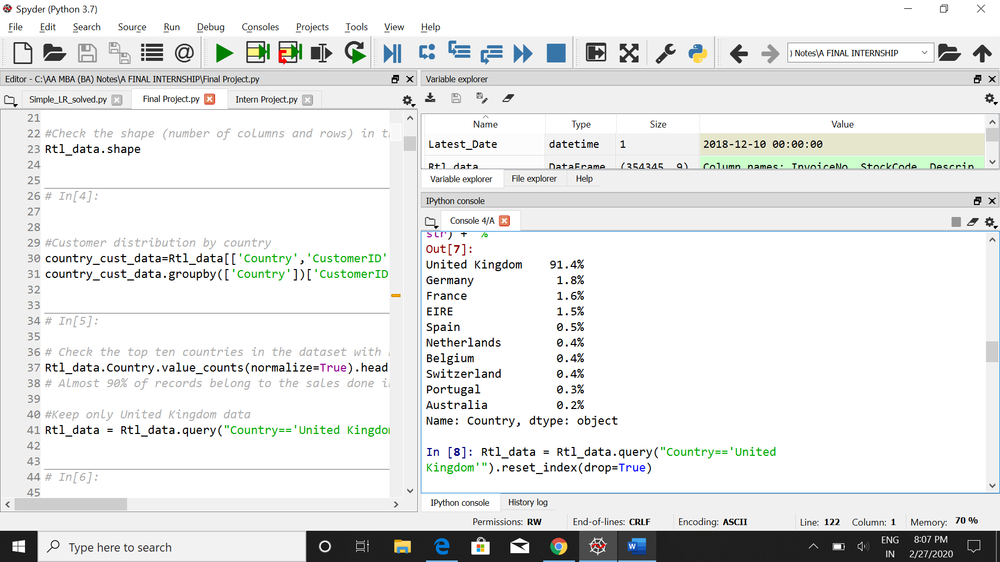 Spyder (Python 3.7)
File Edit Search Source Run Debug Consoles Projects Tools View Help
) Notes\A FINAL INTERNSHIP
Editor - C:\AA MBA (BA) Notes\A FINAL INTERNSHIP\Final Project.py
Simple_LR_solved.py Final Project.py Intern Project.py
21
22 #Check the shape (number of columns and rows) in t
23 Rtl_data.shape
24
25
26 # In[4]:
27
28
29 #Customer distribution by country
30 country_cust_data=Rtl_data[['Country','CustomerID'
31 country_cust_data.groupby(['Country'])['CustomerID
32
33
34 # In[5]:
35
36 # Check the top ten countries in the dataset with
37 Rtl_data.Country.value_counts(normalize=True).head
38 # Almost 90% of records belong to the sales done i
39
40 #Keep only United Kingdom data
41 Rtl_data = Rtl_data.query("Country=='United Kingdo
42
43
44 # In[6]:
45
Variable explorer
Name Type Size Value
Latest_Date datetime 1 2018-12-10 00:00:00
Rtl_data DataFrame (354345, 9) Column names: InvoiceNo, StockCode, Descrip
Variable explorer File explorer Help
IPython console
Console 4/A
str) + '%'
Out[7]:
United Kingdom 91.4%
Germany 1.8%
France 1.6%
EIRE 1.5%
Spain 0.5%
Netherlands 0.4%
Belgium 0.4%
Switzerland 0.4%
Portugal 0.3%
Australia 0.2%
Name: Country, dtype: object
In [8]: Rtl_data = Rtl_data.query("Country=='United
Kingdom'").reset_index(drop=True)
IPython console History log
Permissions: RW End-of-lines: CRLF Encoding: ASCII Line: 122 Column: 1 Memory: 70 %
Type here to search
ENG
IN
8:07 PM
2/27/2020